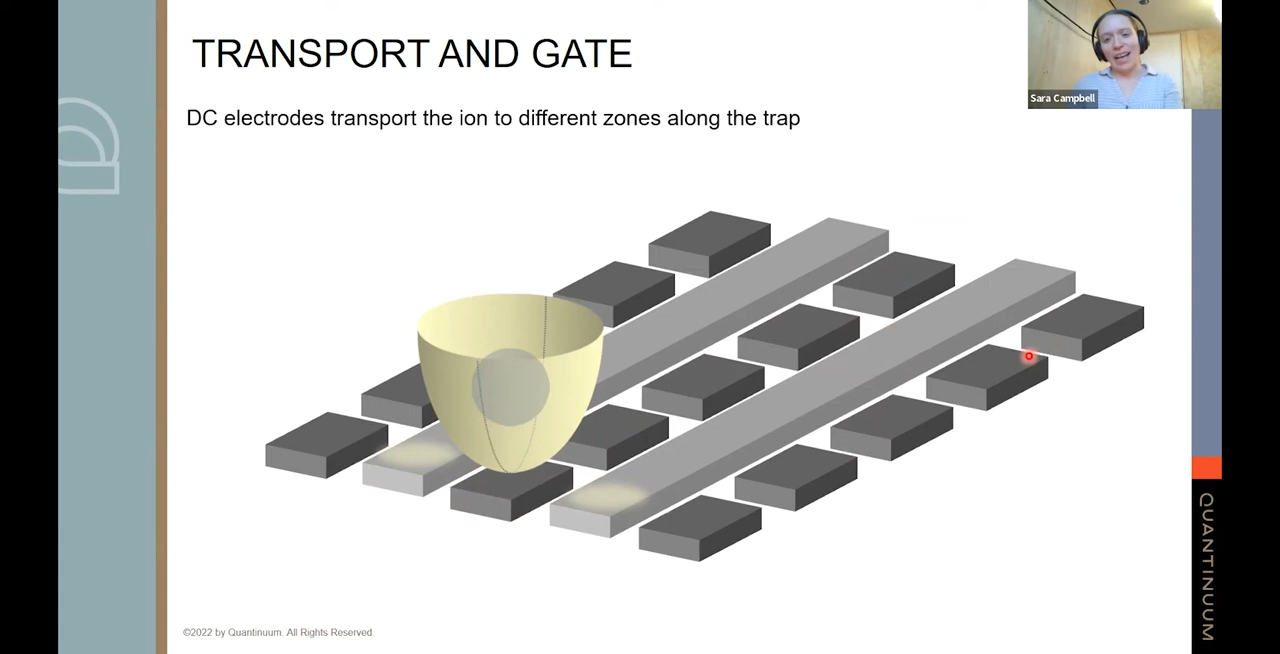 TRANSPORT AND GATE
Sara Campbell
DC electrodes transport the ion to different zones along the trap
QUANTINUUM
©2022 by Quantinuum. All Rights Reserved.